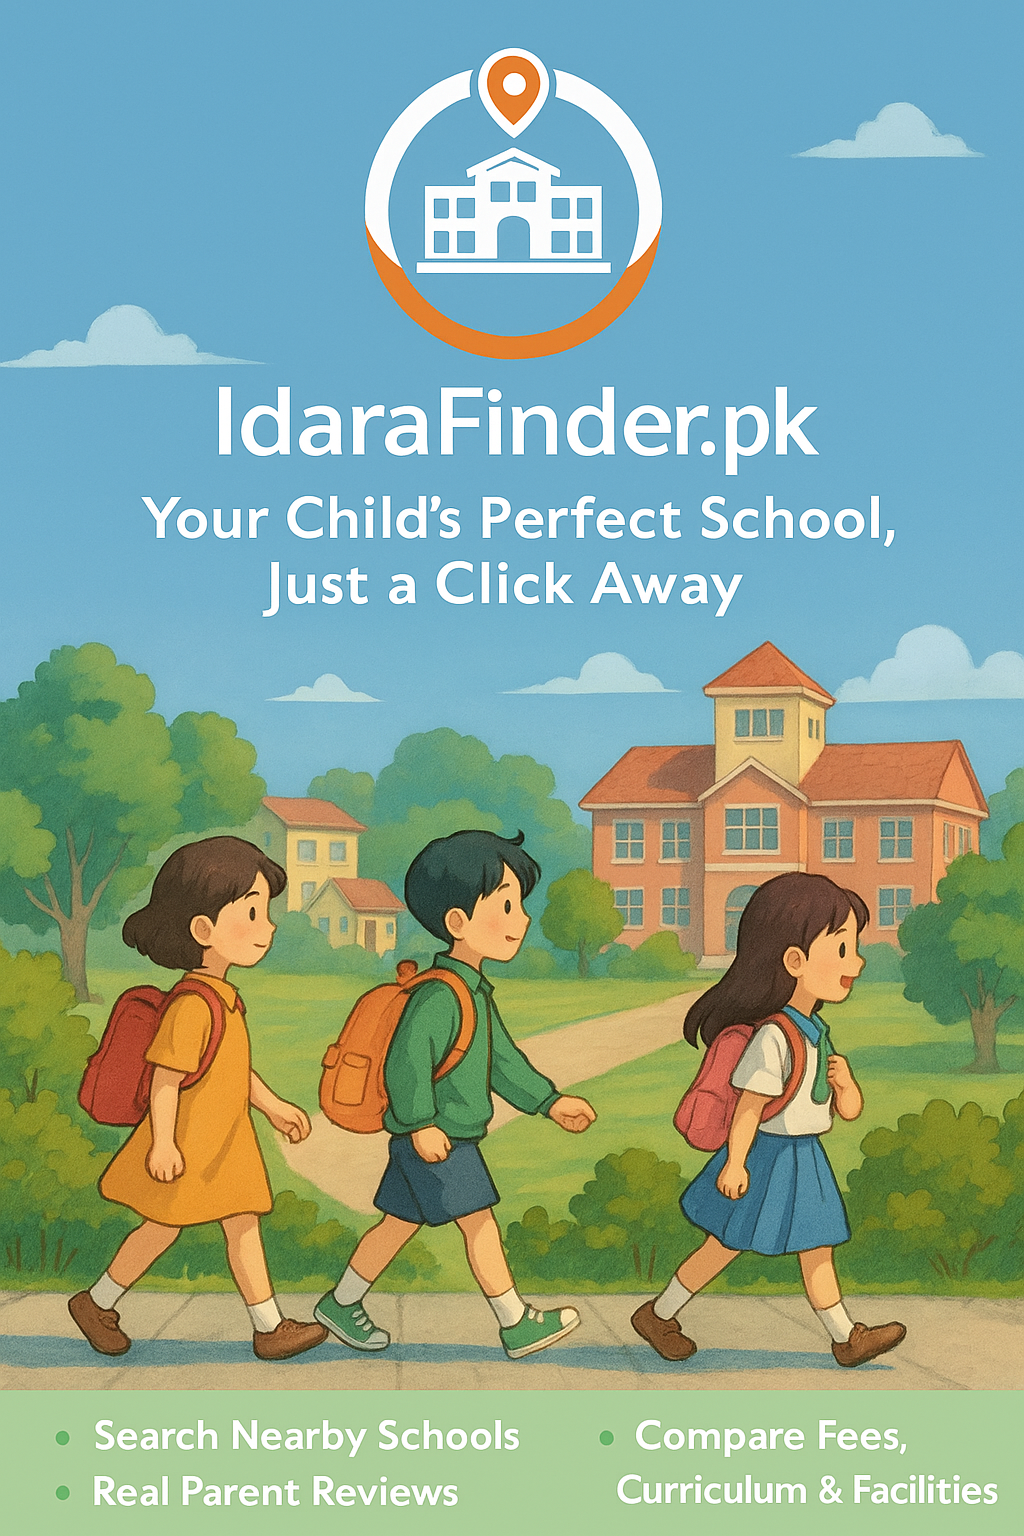 IdaraFinder.pk
Your Child's Perfect School,
Just a Click Away
• Search Nearby Schools
• Real Parent Reviews
• Compare Fees,
Curriculum & Facilities